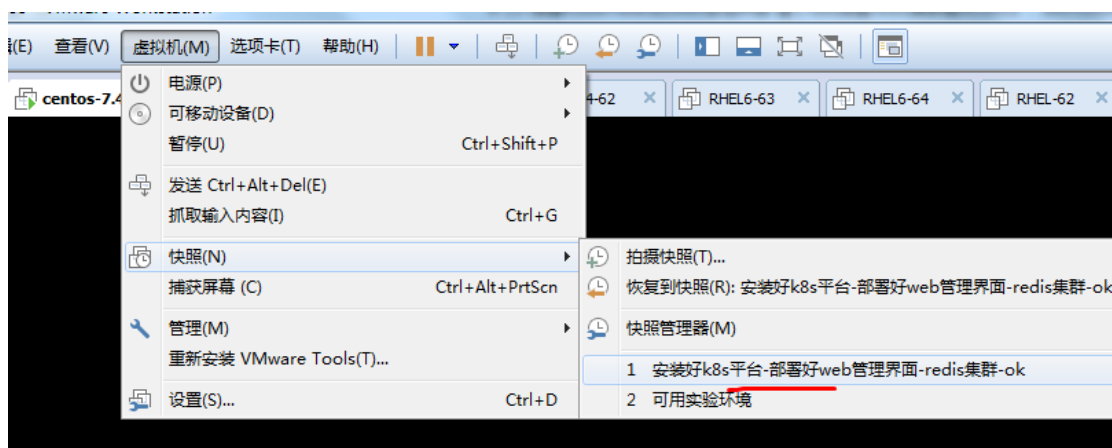 (E) 查看(V) 虚拟机(M) 选项卡(T) 帮助(H)
centos-7.4
4-62 × RHEL6-63 × RHEL6-64 × RHEL-62 ×
电源(P)
可移动设备(D)
暂停(U) Ctrl+Shift+P
发送 Ctrl+Alt+Del(E)
抓取输入内容(I) Ctrl+G
快照(N)
捕获屏幕 (C) Ctrl+Alt+PrtScn
管理(M)
重新安装 VMware Tools(T)...
设置(S)... Ctrl+D
拍摄快照(T)...
恢复到快照(R): 安装好k8s平台-部署好web管理界面-redis集群-ok
快照管理器(M)
1 安装好k8s平台-部署好web管理界面-redis集群-ok
2 可用实验环境